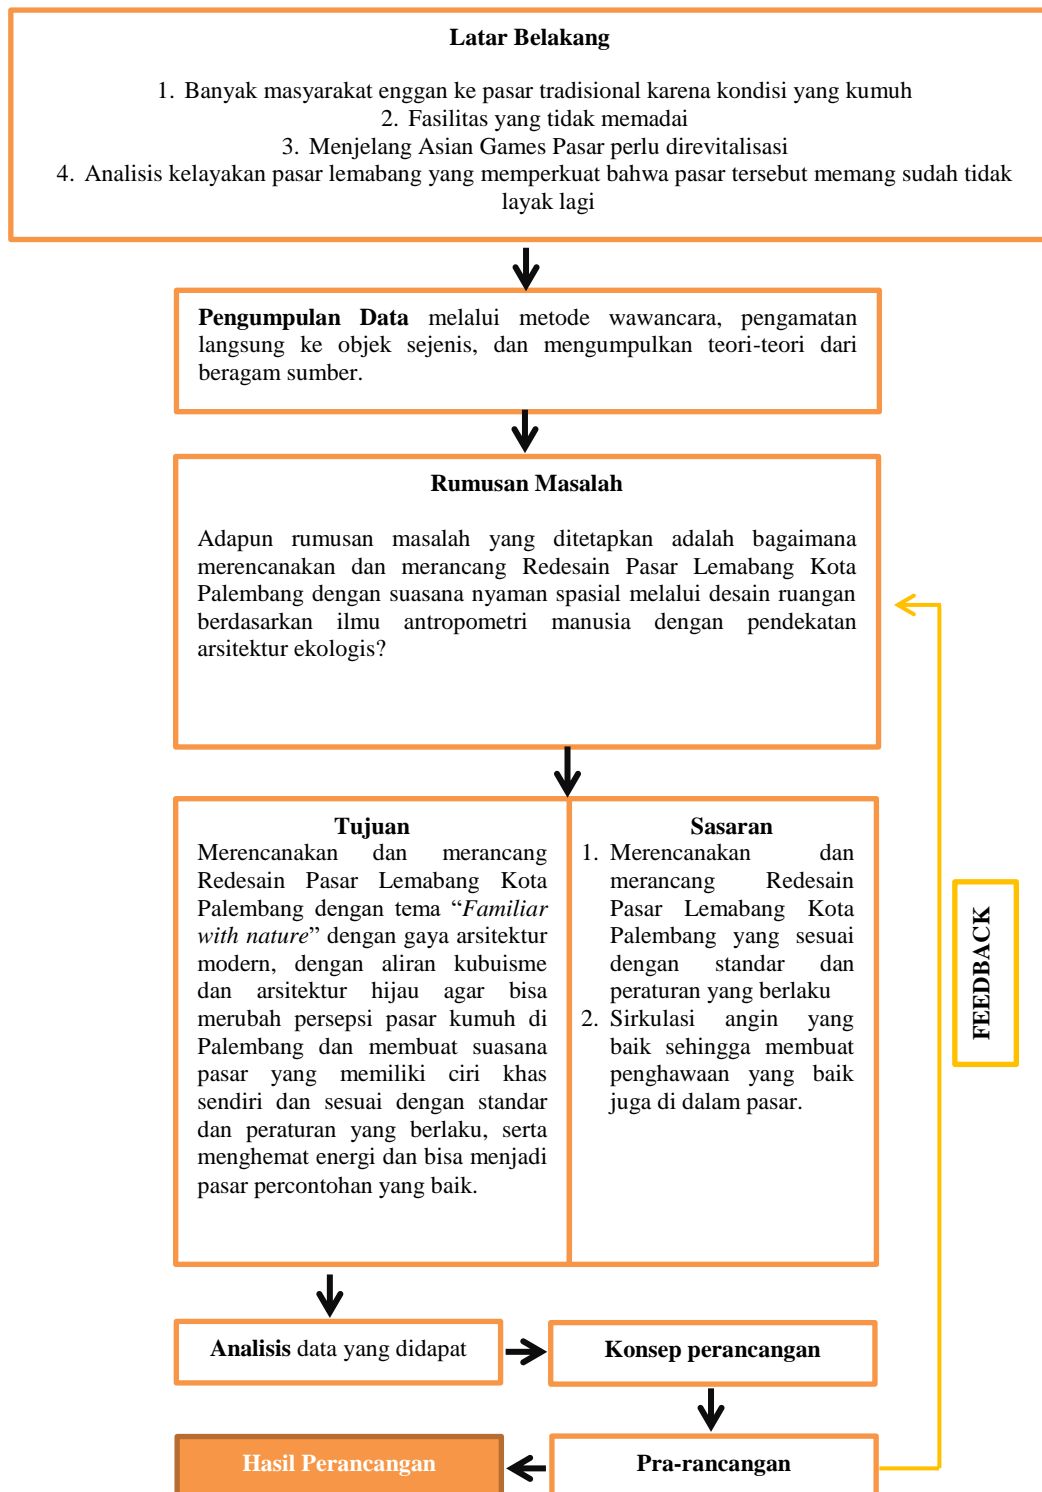 Latar Belakang
1. Banyak masyarakat enggan ke pasar tradisional karena kondisi yang kumuh
2. Fasilitas yang tidak memadai
3. Menjelang Asian Games Pasar perlu direvitalisasi
4. Analisis kelayakan pasar lemabang yang memperkuat bahwa pasar tersebut memang sudah tidak
layak lagi
Pengumpulan Data melalui metode wawancara, pengamatan
langsung ke objek sejenis, dan mengumpulkan teori-teori dari
beragam sumber.
Rumusan Masalah
Adapun rumusan masalah yang ditetapkan adalah bagaimana
merencanakan dan merancang Redesain Pasar Lemabang Kota
Palembang dengan suasana nyaman spasial melalui desain ruangan
berdasarkan ilmu antropometri manusia dengan pendekatan
arsitektur ekologis?
Tujuan
Merencanakan dan merancang
Redesain Pasar Lemabang Kota
Palembang dengan tema “Familiar
with nature” dengan gaya arsitektur
modern, dengan aliran kubuisme
dan arsitektur hijau agar bisa
merubah persepsi pasar kumuh di
Palembang dan membuat suasana
pasar yang memiliki ciri khas
sendiri dan sesuai dengan standar
dan peraturan yang berlaku, serta
menghemat energi dan bisa menjadi
pasar percontohan yang baik.
Sasaran
1. Merencanakan dan
merancang Redesain
Pasar Lemabang Kota
Palembang yang sesuai
dengan standar dan
peraturan yang berlaku
2. Sirkulasi angin yang
baik sehingga membuat
penghawaan yang baik
juga di dalam pasar.
FEEDBACK
Analisis data yang didapat
Konsep perancangan
Hasil Perancangan
Pra-rancangan